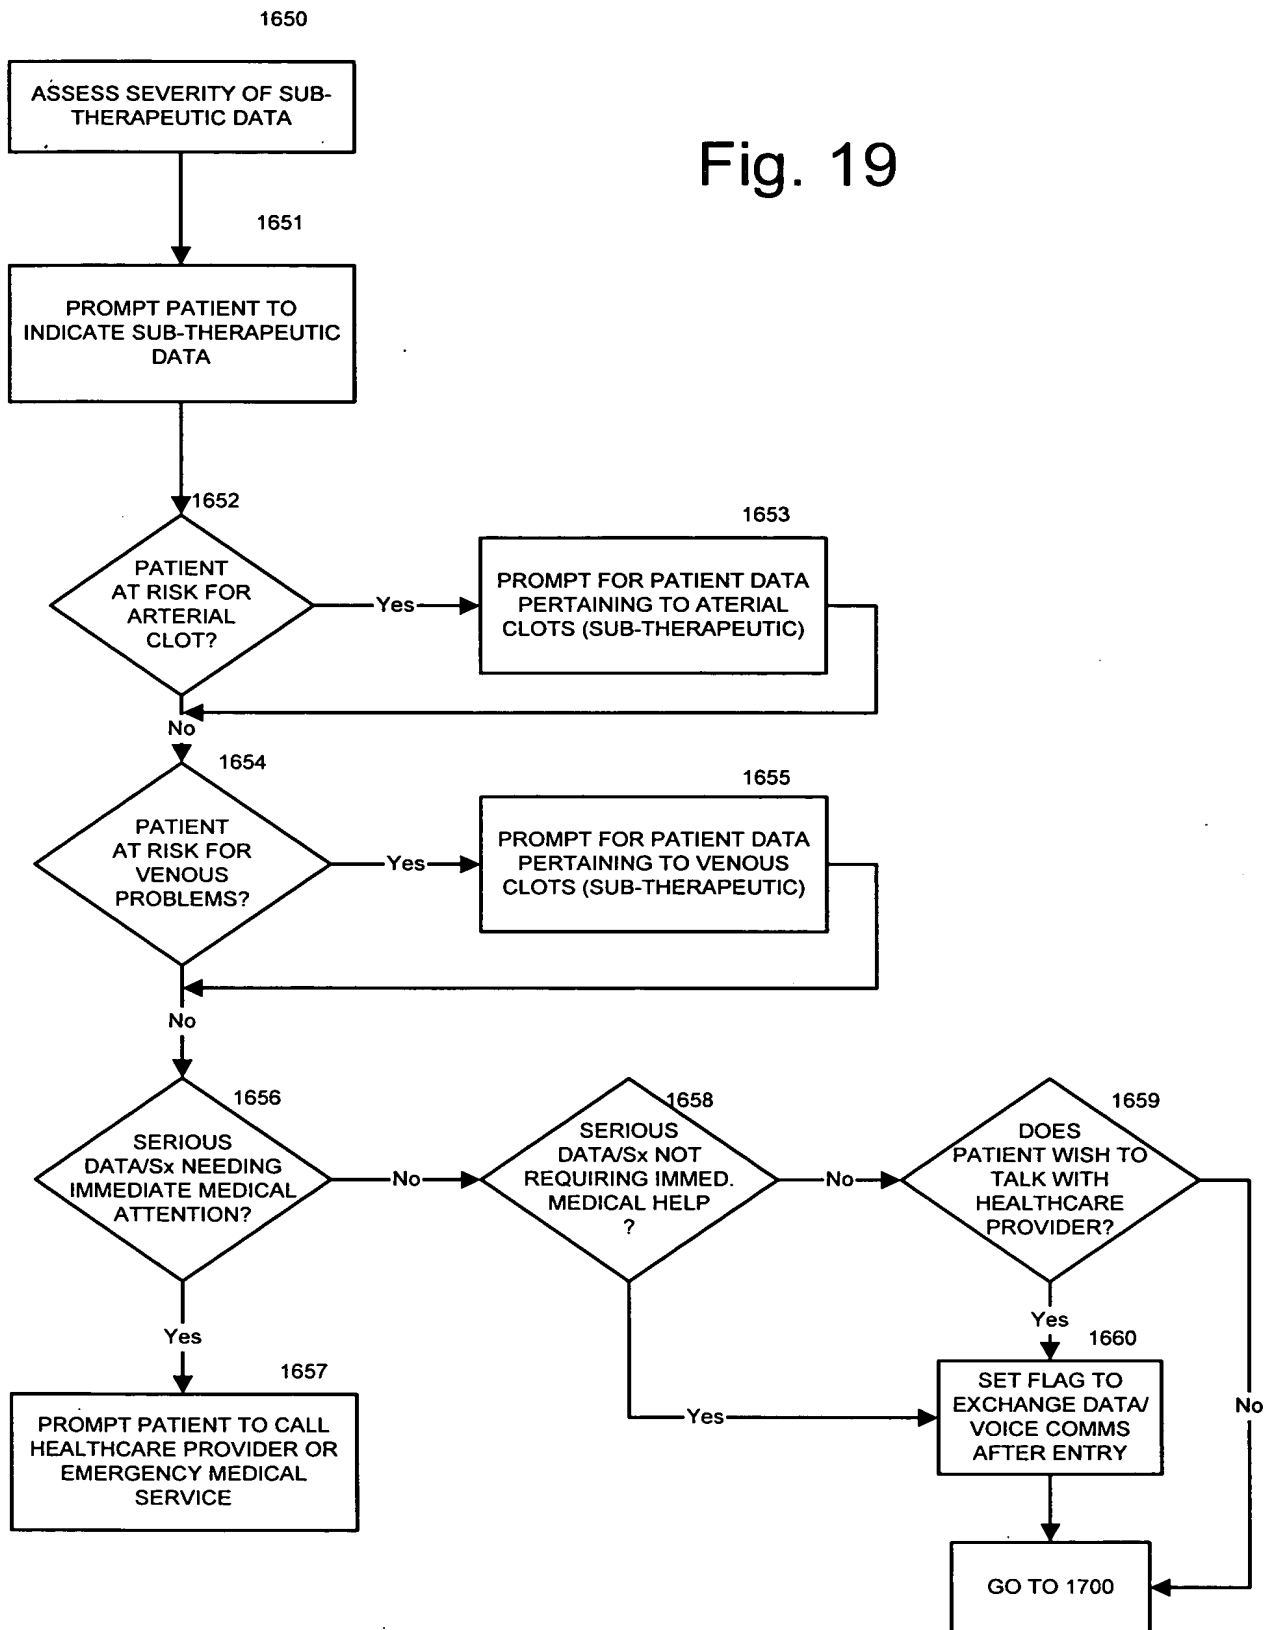 1650
ASSESS SEVERITY OF SUB-
THERAPEUTIC DATA
Fig. 19
1651
PROMPT PATIENT TO
INDICATE SUB-THERAPEUTIC
DATA
1652
PATIENT
AT RISK FOR
ARTERIAL
CLOT?
Yes
1653
PROMPT FOR PATIENT DATA
PERTAINING TO ATERIAL
CLOTS (SUB-THERAPEUTIC)
No
1654
PATIENT
AT RISK FOR
VENOUS
PROBLEMS?
Yes
1655
PROMPT FOR PATIENT DATA
PERTAINING TO VENOUS
CLOTS (SUB-THERAPEUTIC)
No
1656
SERIOUS
DATA/Sx NEEDING
IMMEDIATE MEDICAL
ATTENTION?
No
1658
SERIOUS
DATA/Sx NOT
REQUIRING IMMED.
MEDICAL HELP
?
No
1659
DOES
PATIENT WISH TO
TALK WITH
HEALTHCARE
PROVIDER?
Yes
1657
PROMPT PATIENT TO CALL
HEALTHCARE PROVIDER OR
EMERGENCY MEDICAL
SERVICE
Yes
Yes
1660
SET FLAG TO
EXCHANGE DATA/
VOICE COMMS
AFTER ENTRY
No
GO TO 1700